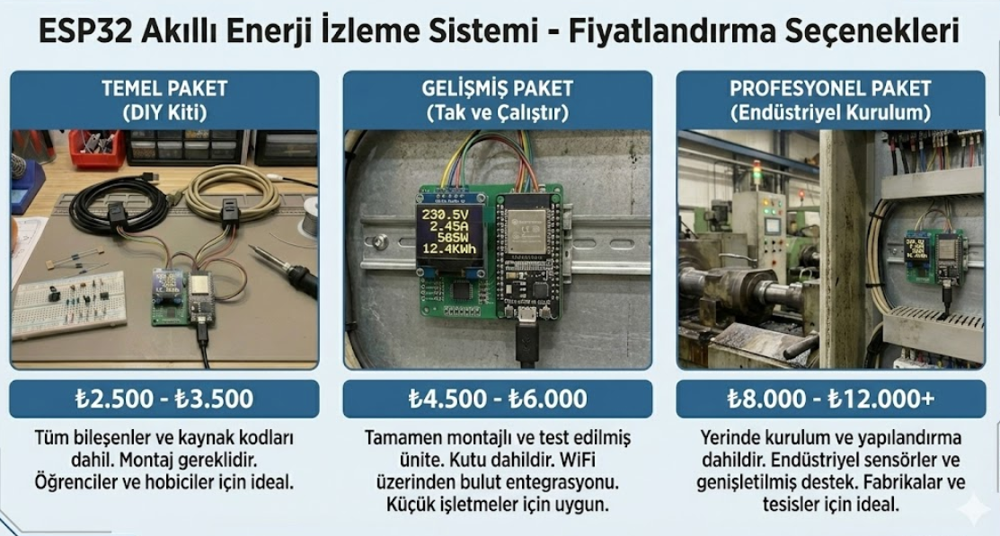 ESP32 Akıllı Enerji İzleme Sistemi - Fiyatlandırma Seçenekleri
TEMEL PAKET
(DIY Kiti)
₺2.500 - ₺3.500
Tüm bileşenler ve kaynak kodları
dahil. Montaj gereklidir.
Öğrenciler ve hobiciler için ideal.
GELİŞMİŞ PAKET
(Tak ve Çalıştır)
230.5V
2.45A
565W
12.4KWh
₺4.500 - ₺6.000
Tamamen montajlı ve test edilmiş
ünite. Kutu dahildir. WiFi
üzerinden bulut entegrasyonu.
Küçük işletmeler için uygun.
PROFESYONEL PAKET
(Endüstriyel Kurulum)
₺8.000 - ₺12.000+
Yerinde kurulum ve yapılandırma
dahildir. Endüstriyel sensörler ve
genişletilmiş destek. Fabrikalar ve
tesisler için ideal.